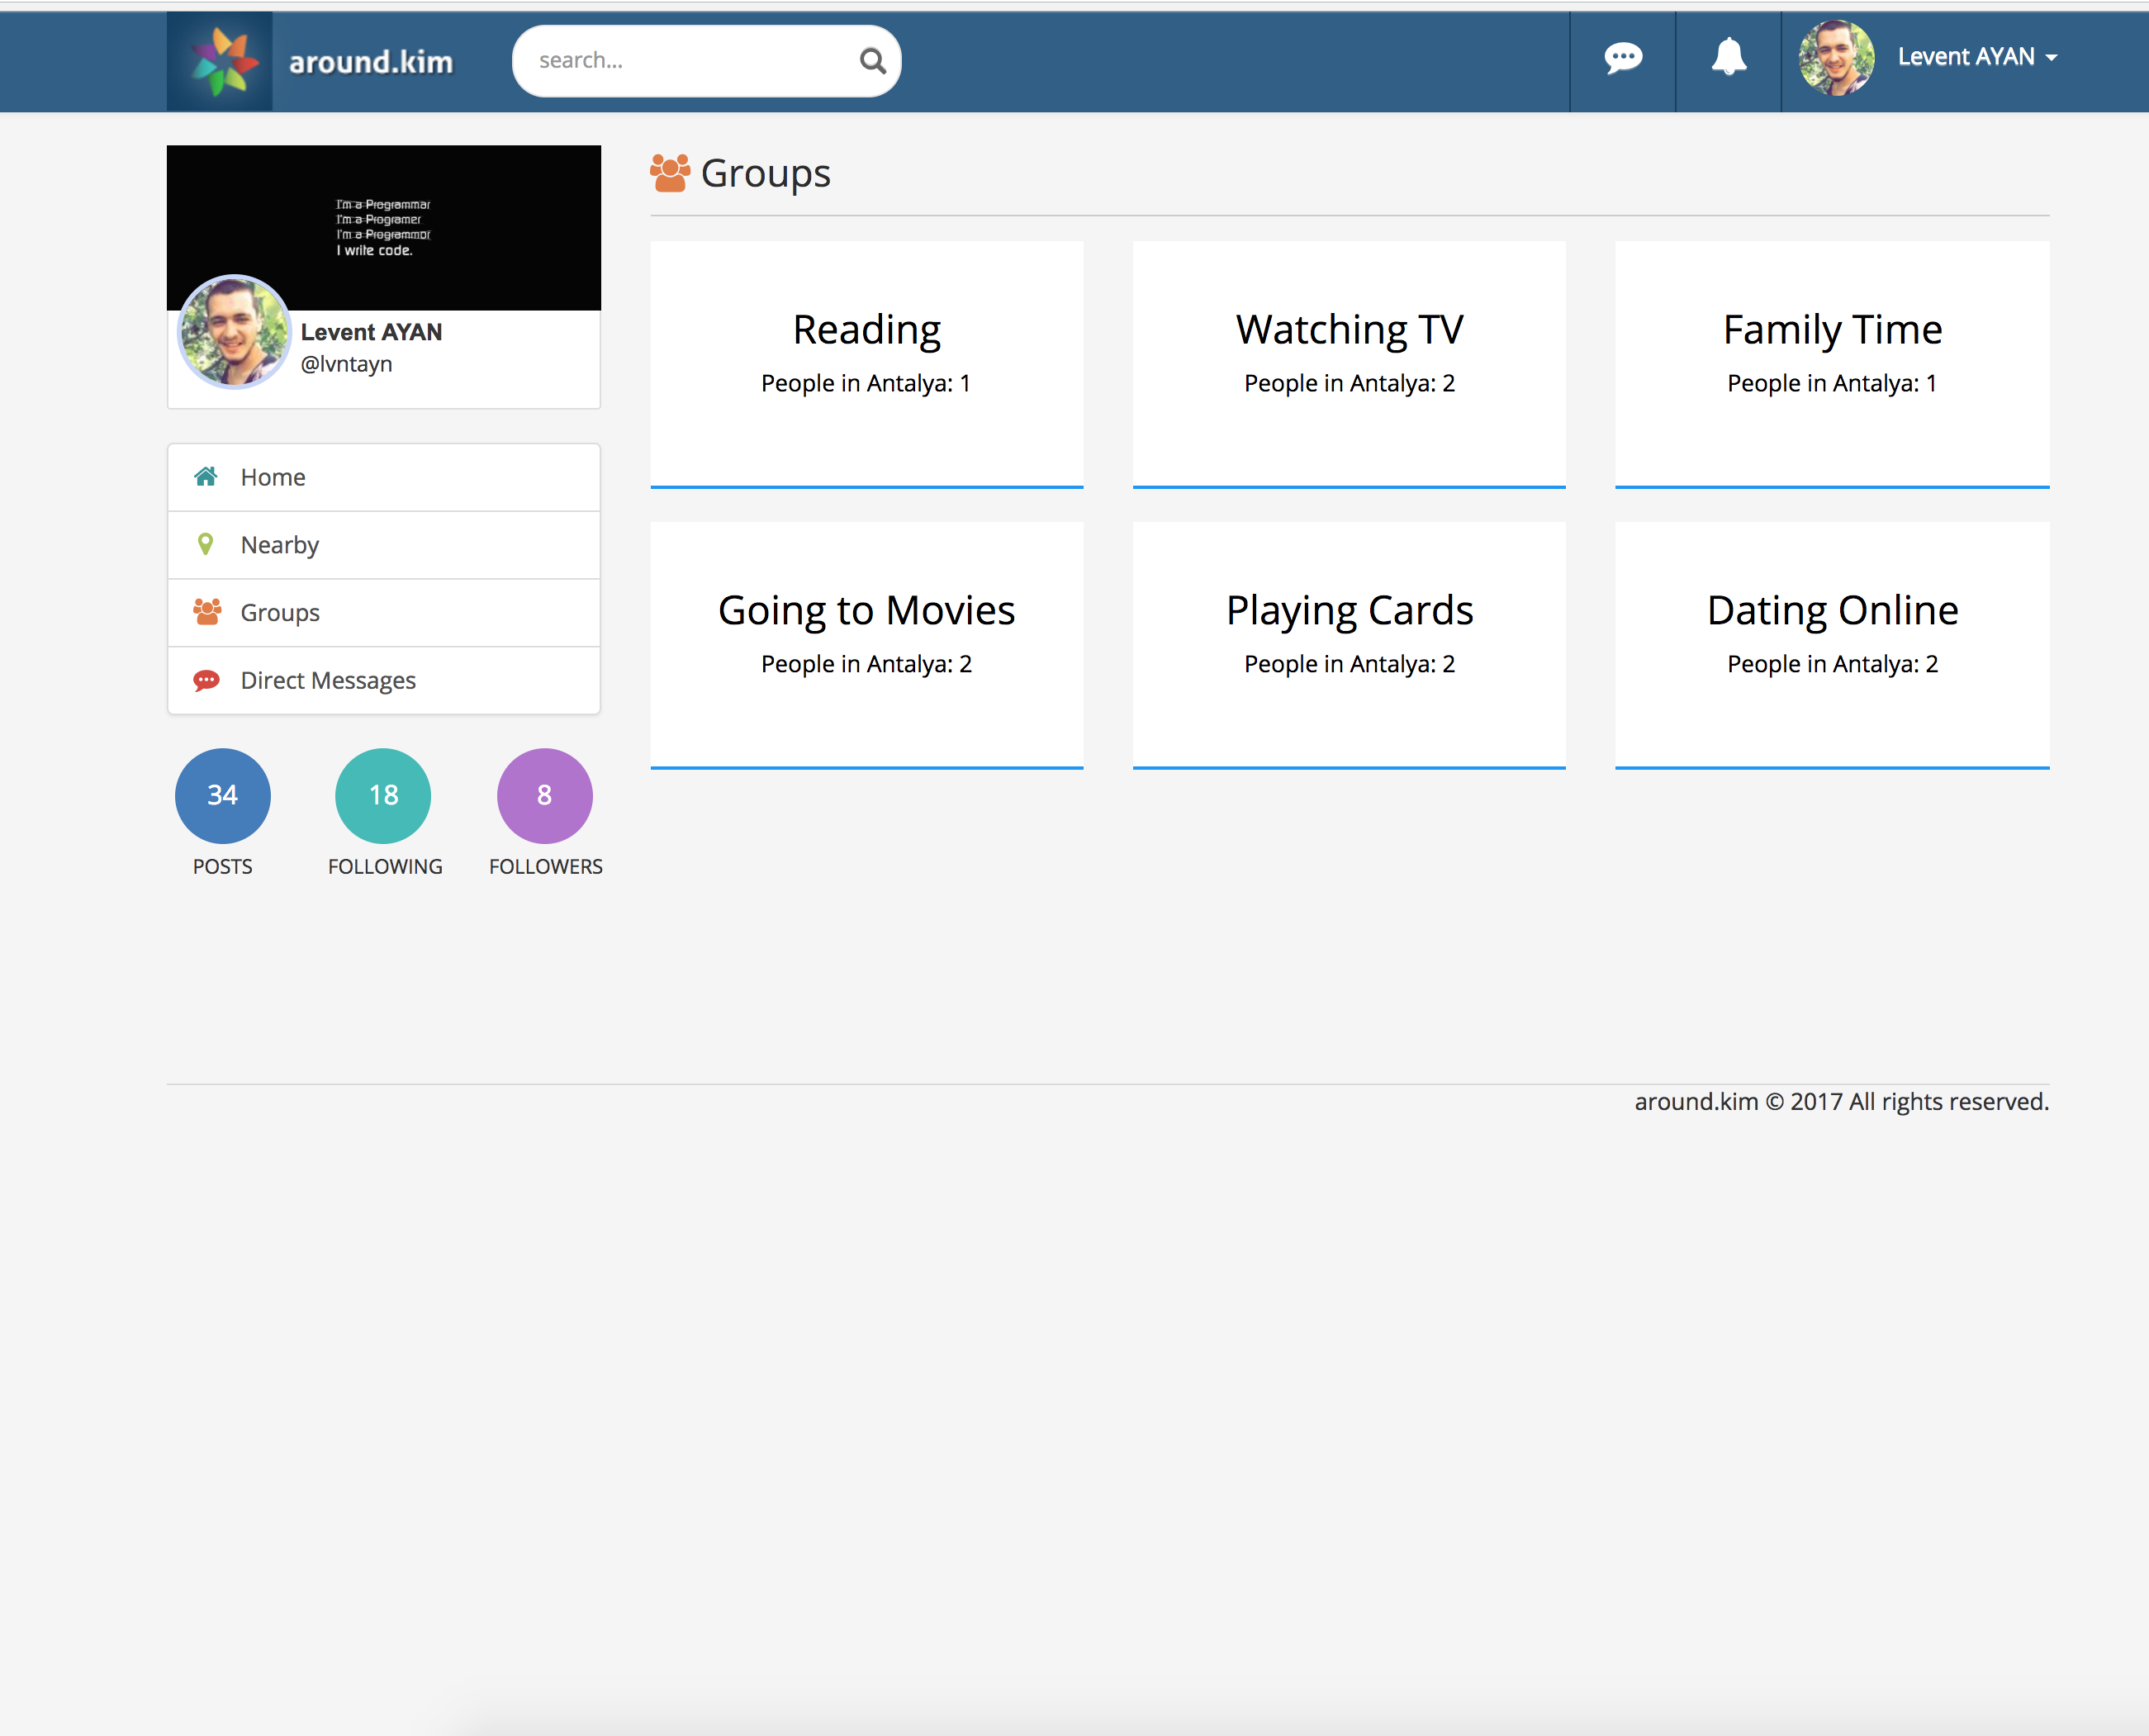 around.kim
search...
Levent AYAN
I'm a Programmar
I'm a Programer
I'm a Programmor
I write code.
Levent AYAN
@lvntayn
Home
Nearby
Groups
Direct Messages
34
18
8
POSTS
FOLLOWING
FOLLOWERS
Groups
Reading
People in Antalya: 1
Watching TV
People in Antalya: 2
Family Time
People in Antalya: 1
Going to Movies
People in Antalya: 2
Playing Cards
People in Antalya: 2
Dating Online
People in Antalya: 2
around.kim © 2017 All rights reserved.